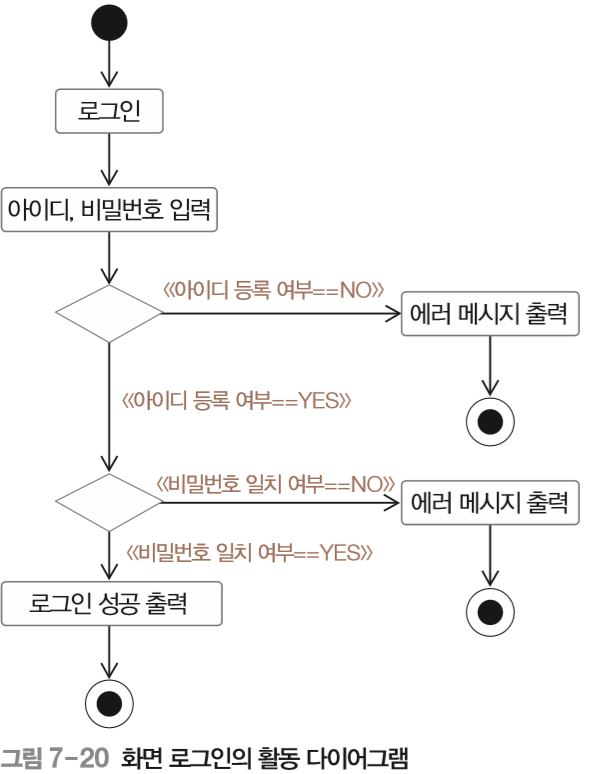 로그인
아이디, 비밀번호 입력
《아이디 등록 여부==NO》
에러 메시지 출력
《아이디 등록 여부==YES》
《비밀번호 일치 여부==NO》
에러 메시지 출력
《비밀번호 일치 여부==YES》
로그인 성공 출력
그림 7-20 화면 로그인의 활동 다이어그램